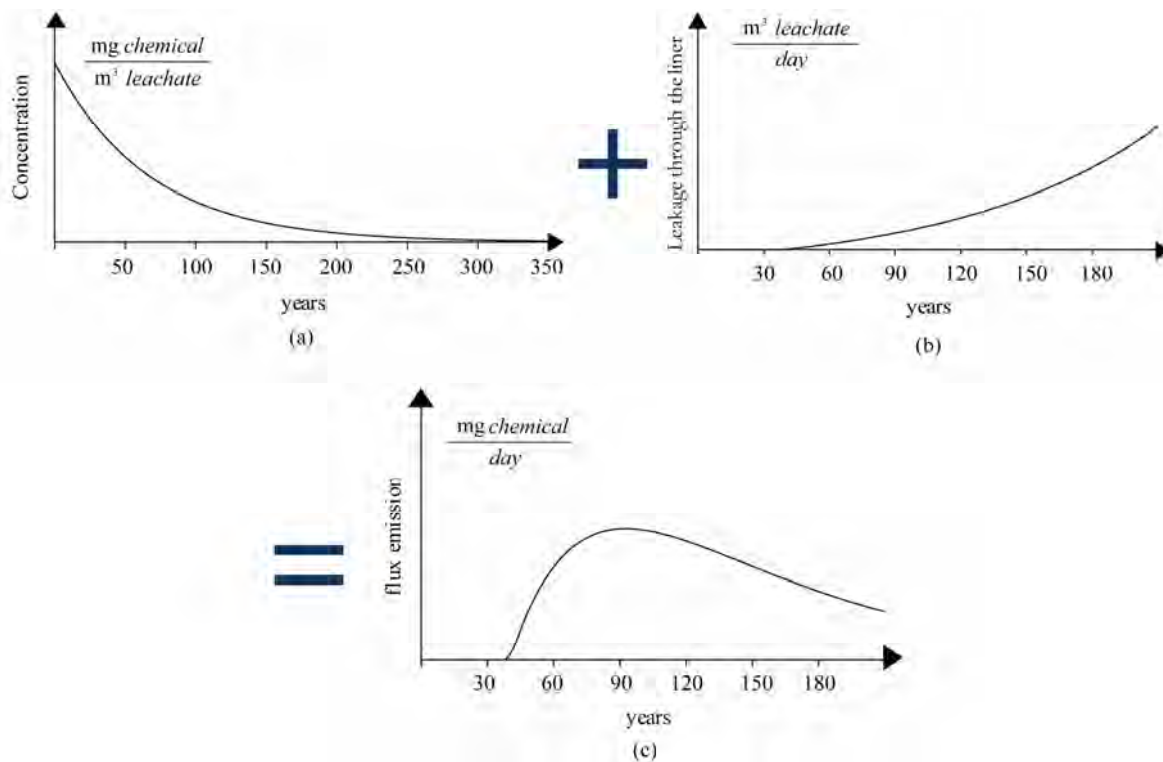 mg chemical
m³ leachate
Concentration
50 100 150 200 250 300 350
years
(a)
+
m³ leachate
day
Leakage through the liner
30 60 90 120 150 180
years
(b)
=
mg chemical
day
flux emission
30 60 90 120 150 180
years
(c)